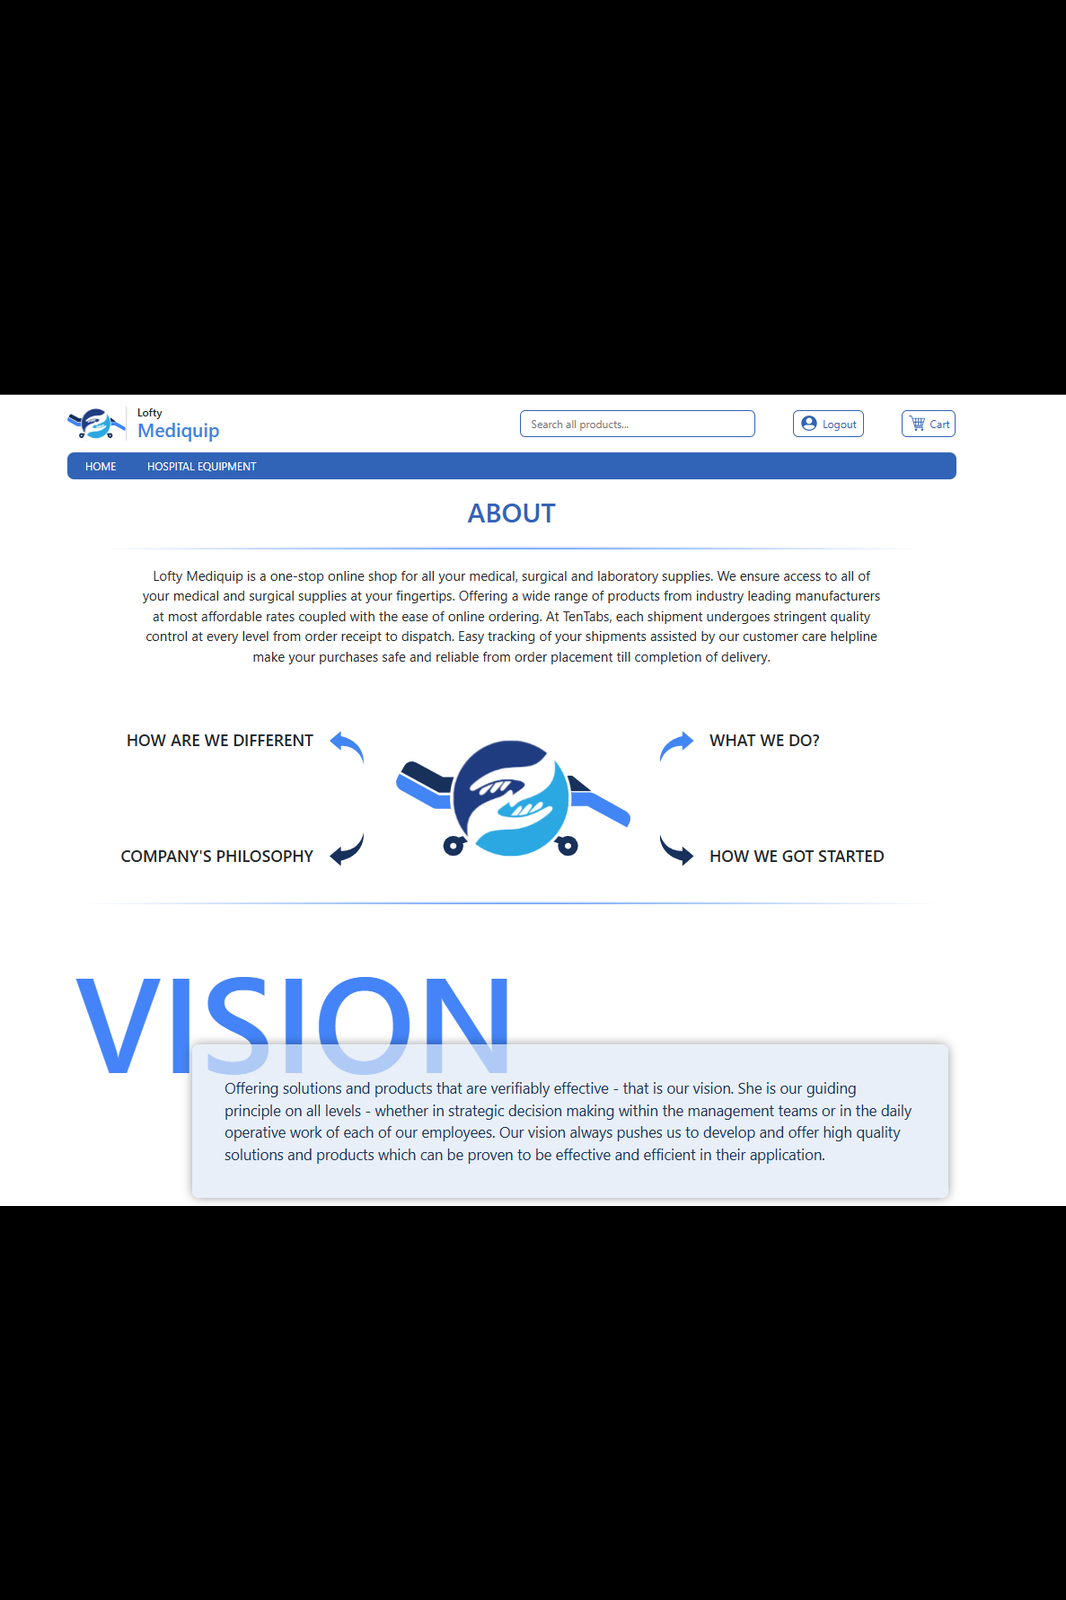 Lofty
Mediquip
Search all products...
Logout
Cart
HOME
HOSPITAL EQUIPMENT
ABOUT
Lofty Mediquip is a one-stop online shop for all your medical, surgical and laboratory supplies. We ensure access to all of
your medical and surgical supplies at your fingertips. Offering a wide range of products from industry leading manufacturers
at most affordable rates coupled with the ease of online ordering. At TenTabs, each shipment undergoes stringent quality
control at every level from order receipt to dispatch. Easy tracking of your shipments assisted by our customer care helpline
make your purchases safe and reliable from order placement till completion of delivery.
HOW ARE WE DIFFERENT
WHAT WE DO?
COMPANY'S PHILOSOPHY
HOW WE GOT STARTED
VISION
Offering solutions and products that are verifiably effective - that is our vision. She is our guiding
principle on all levels - whether in strategic decision making within the management teams or in the daily
operative work of each of our employees. Our vision always pushes us to develop and offer high quality
solutions and products which can be proven to be effective and efficient in their application.